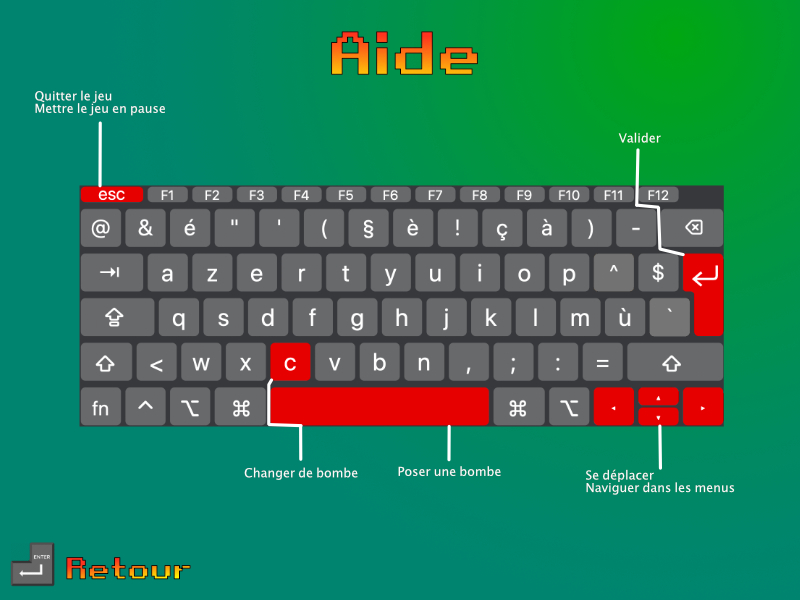 Aide
Quitter le jeu
Mettre le jeu en pause
Valider
esc F1 F2 F3 F4 F5 F6 F7 F8 F9 F10 F11 F12
@ & é " ' ( § è ! ç à ) -
a z e r t y u i o p ^ $
q s d f g h j k l m ù `
< w x c v b n , ; : =
fn ^ ⌥ ⌘ ⌘ ⌥
Changer de bombe
Poser une bombe
Se déplacer
Naviguer dans les menus
ENTER
Retour